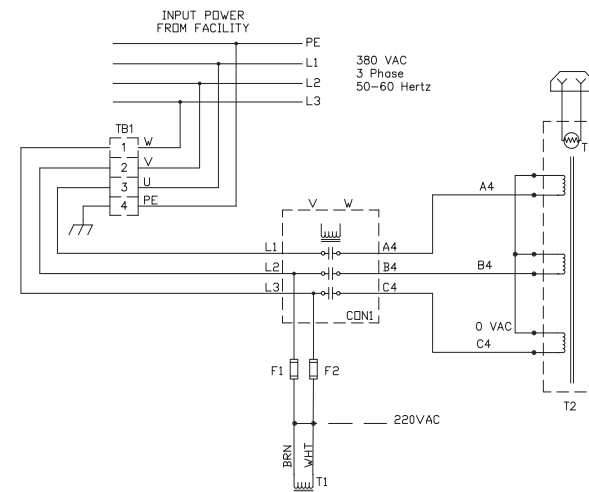 INPUT POWER
FROM FACILITY
PE
L1
L2
L3
380 VAC
3 Phase
50-60 Hertz
TB1
1 W
2 V
3 U
4 PE
T
V W
A4
L1 A4
L2 B4
B4
L3 C4
CON1
0 VAC
C4
F1 F2
T2
220VAC
BRN
WHT
T1